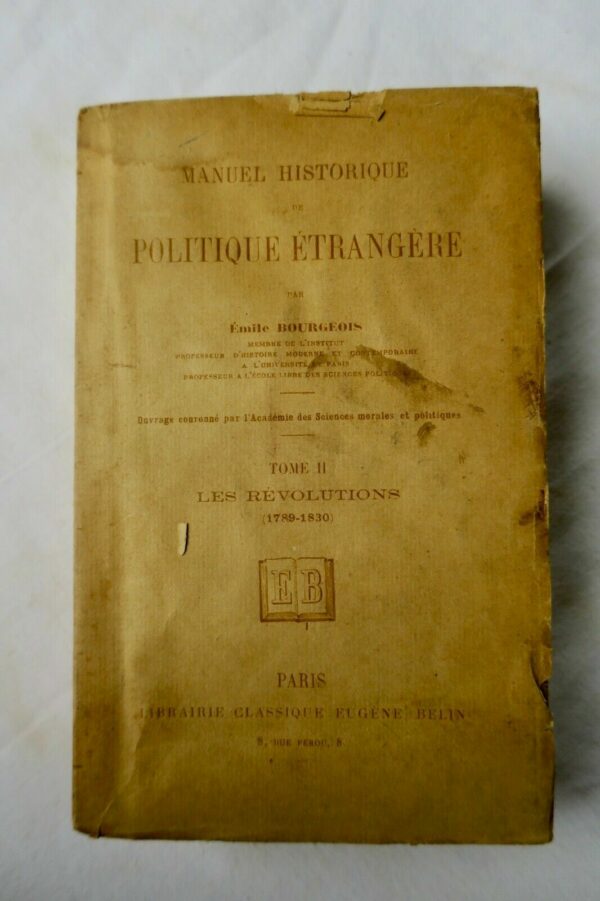 MANUEL HISTORIQUE
DE
POLITIQUE ÉTRANGÈRE
PAR
Émile BOURGEOIS
MEMBRE DE L'INSTITUT
PROFESSEUR D'HISTOIRE MODERNE ET CONTEMPORAINE
A L'UNIVERSITÉ DE PARIS
PROFESSEUR A L'ÉCOLE LIBRE DES SCIENCES POLITIQUES
Ouvrage couronné par l'Académie des Sciences morales et politiques
TOME II
LES RÉVOLUTIONS
(1789-1830)
EB
PARIS
LIBRAIRIE CLASSIQUE EUGÈNE BELIN
8, RUE FÉROU, 8